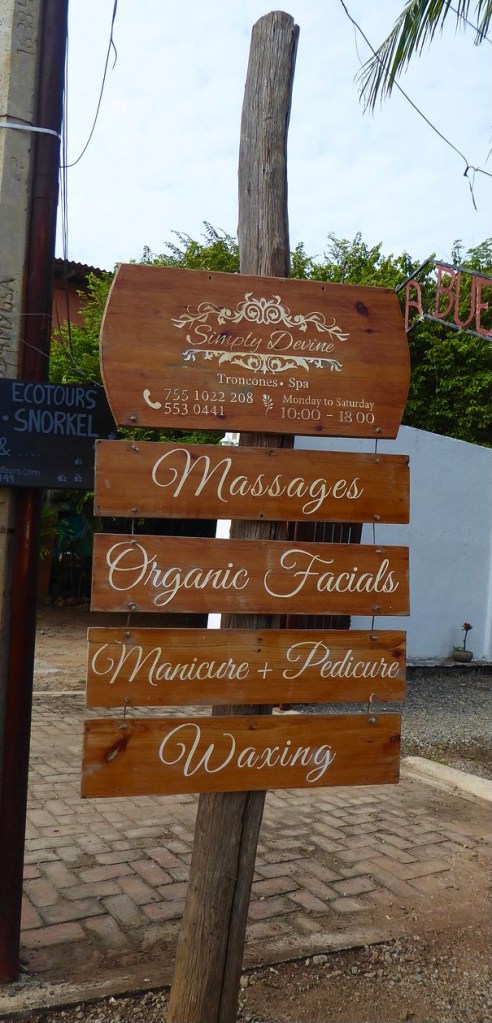 Simply Devine
Troncones • Spa
755 1022 208
553 0441
Monday to Saturday
10:00 - 18:00
Massages
Organic Facials
Manicure + Pedicure
Waxing
ECOTOURS
• SNORKEL
&